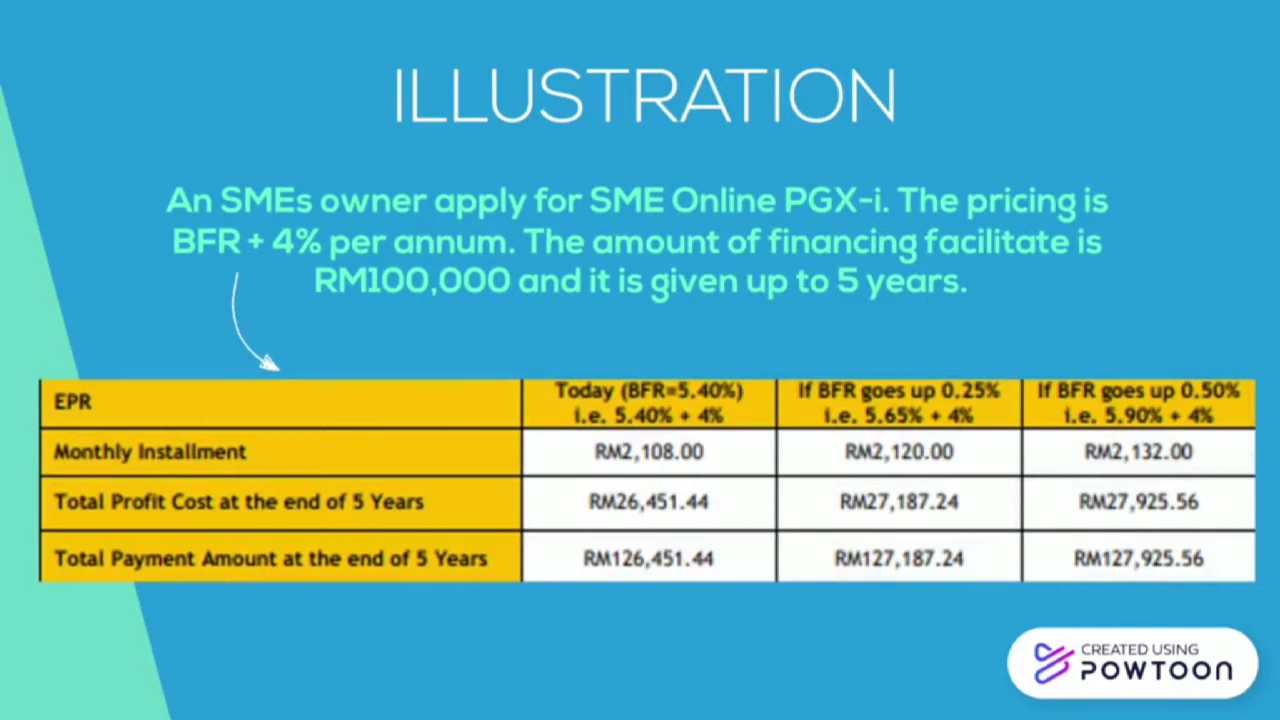 ILLUSTRATION
An SMEs owner apply for SME Online PGX-i. The pricing is
BFR + 4% per annum. The amount of financing facilitate is
RM100,000 and it is given up to 5 years.
EPR
Today (BFR=5.40%)
i.e. 5.40% + 4%
If BFR goes up 0.25%
i.e. 5.65% + 4%
If BFR goes up 0.50%
i.e. 5.90% + 4%
Monthly Installment RM2,108.00 RM2,120.00 RM2,132.00
Total Profit Cost at the end of 5 Years RM26,451.44 RM27,187.24 RM27,925.56
Total Payment Amount at the end of 5 Years RM126,451.44 RM127,187.24 RM127,925.56
CREATED USING
POWTOON